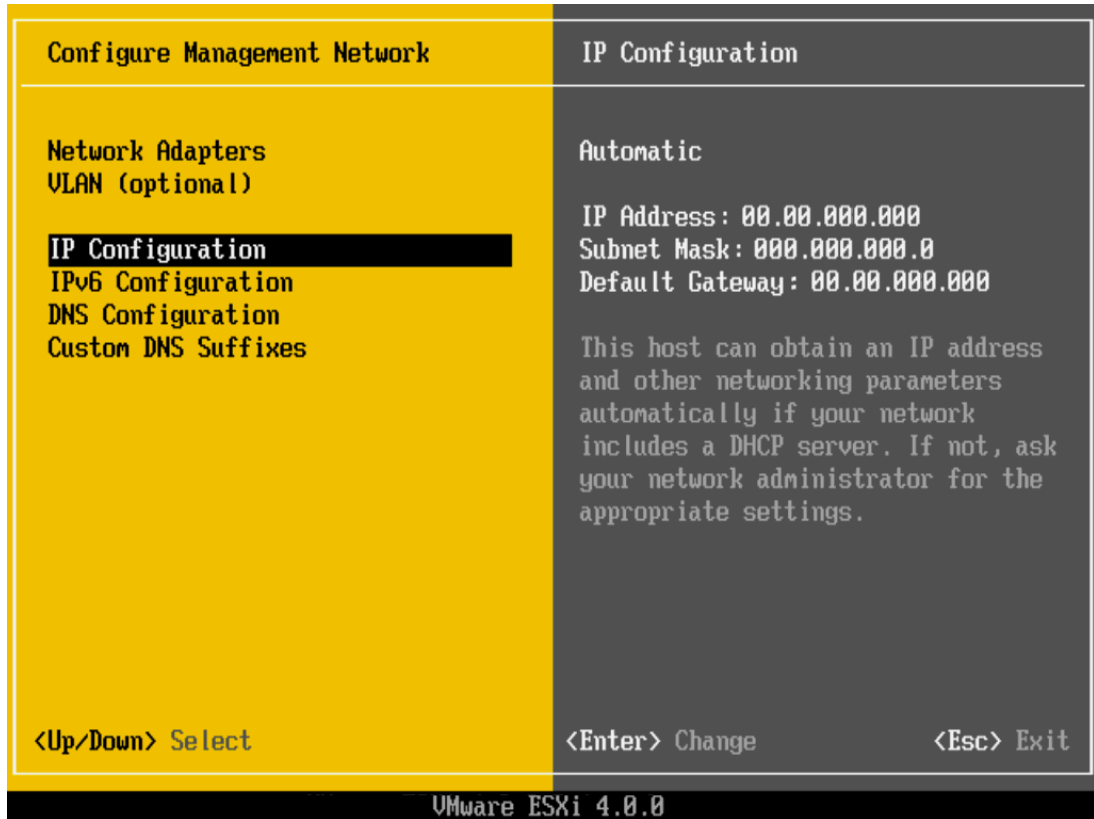 Configure Management Network
Network Adapters
VLAN (optional)
IP Configuration
IPv6 Configuration
DNS Configuration
Custom DNS Suffixes
<Up/Down> Select
IP Configuration
Automatic
IP Address: 00.00.000.000
Subnet Mask: 000.000.000.0
Default Gateway: 00.00.000.000
This host can obtain an IP address
and other networking parameters
automatically if your network
includes a DHCP server. If not, ask
your network administrator for the
appropriate settings.
<Enter> Change <Esc> Exit
VMware ESXi 4.0.0